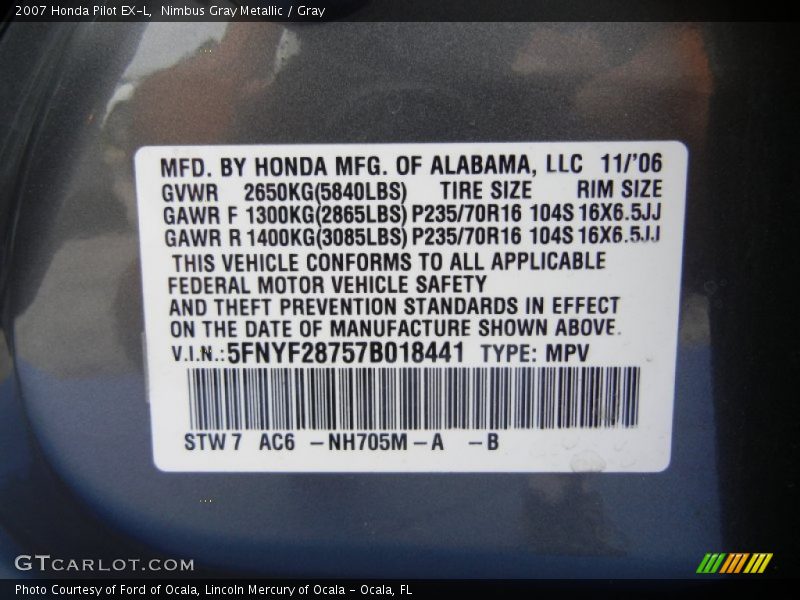 2007 Honda Pilot EX-L, Nimbus Gray Metallic / Gray
MFD. BY HONDA MFG. OF ALABAMA, LLC 11/'06
GVWR 2650KG(5840LBS) TIRE SIZE RIM SIZE
GAWR F 1300KG(2865LBS) P235/70R16 104S 16X6.5JJ
GAWR R 1400KG(3085LBS) P235/70R16 104S 16X6.5JJ
THIS VEHICLE CONFORMS TO ALL APPLICABLE
FEDERAL MOTOR VEHICLE SAFETY
AND THEFT PREVENTION STANDARDS IN EFFECT
ON THE DATE OF MANUFACTURE SHOWN ABOVE.
V.I.N.: 5FNYF28757B018441 TYPE: MPV
STW 7 AC6 – NH705M – A – B
GTCARLOT.COM
Photo Courtesy of Ford of Ocala, Lincoln Mercury of Ocala - Ocala, FL